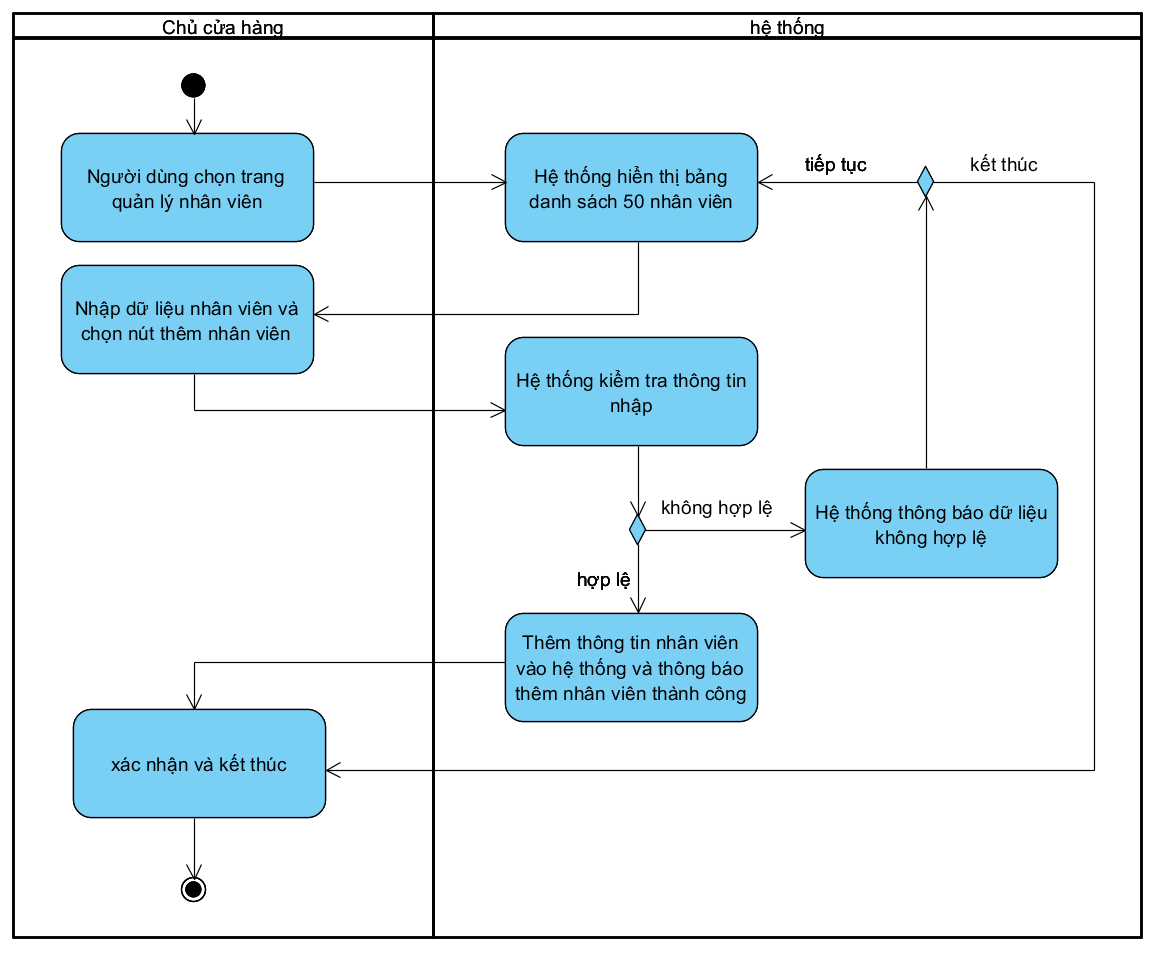 Chủ cửa hàng
hệ thống
Người dùng chọn trang
quản lý nhân viên
Hệ thống hiển thị bảng
danh sách 50 nhân viên
tiếp tục
kết thúc
Nhập dữ liệu nhân viên và
chọn nút thêm nhân viên
Hệ thống kiểm tra thông tin
nhập
không hợp lệ
Hệ thống thông báo dữ liệu
không hợp lệ
hợp lệ
Thêm thông tin nhân viên
vào hệ thống và thông báo
thêm nhân viên thành công
xác nhận và kết thúc